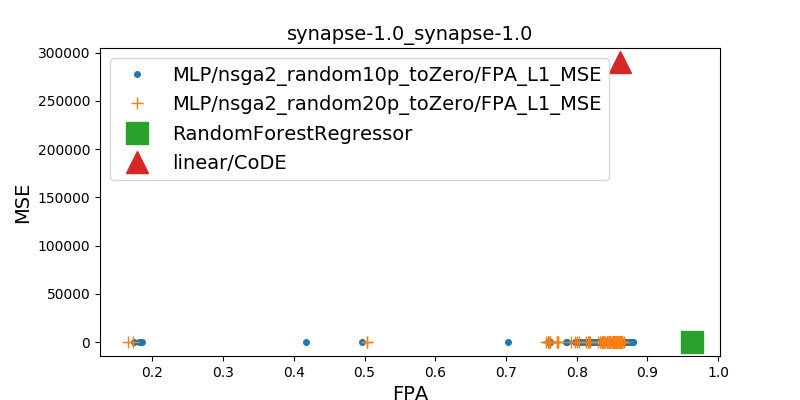 synapse-1.0_synapse-1.0
300000
250000
200000
150000
100000
50000
0
MSE
MLP/nsga2_random10p_toZero/FPA_L1_MSE
MLP/nsga2_random20p_toZero/FPA_L1_MSE
RandomForestRegressor
linear/CoDE
0.2 0.3 0.4 0.5 0.6 0.7 0.8 0.9 1.0
FPA